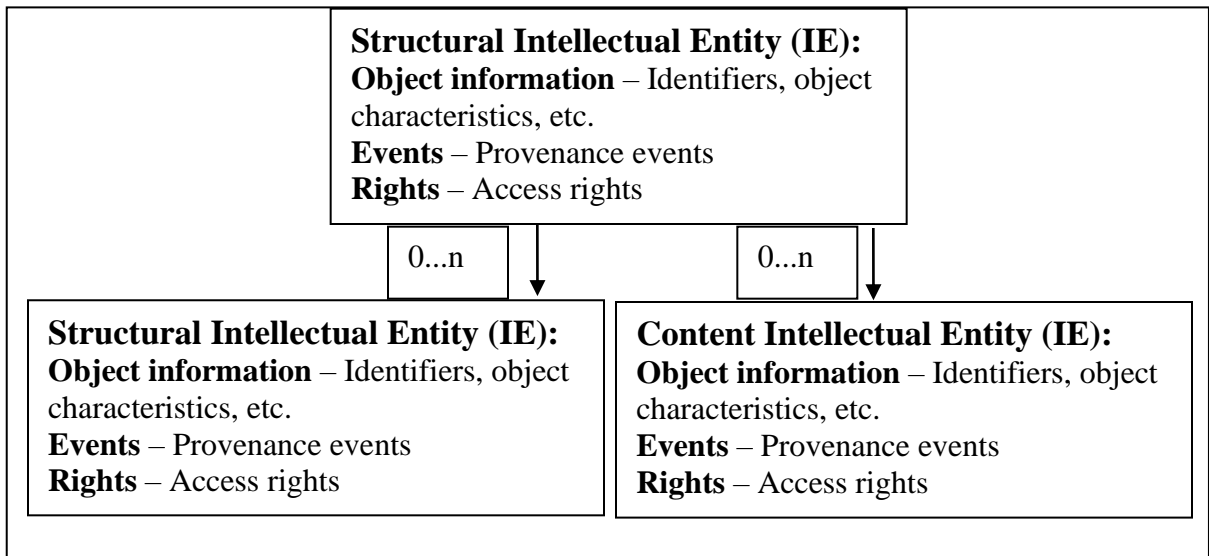 Structural Intellectual Entity (IE):
Object information – Identifiers, object
characteristics, etc.
Events – Provenance events
Rights – Access rights
0...n
0...n
Structural Intellectual Entity (IE):
Object information – Identifiers, object
characteristics, etc.
Events – Provenance events
Rights – Access rights
Content Intellectual Entity (IE):
Object information – Identifiers, object
characteristics, etc.
Events – Provenance events
Rights – Access rights